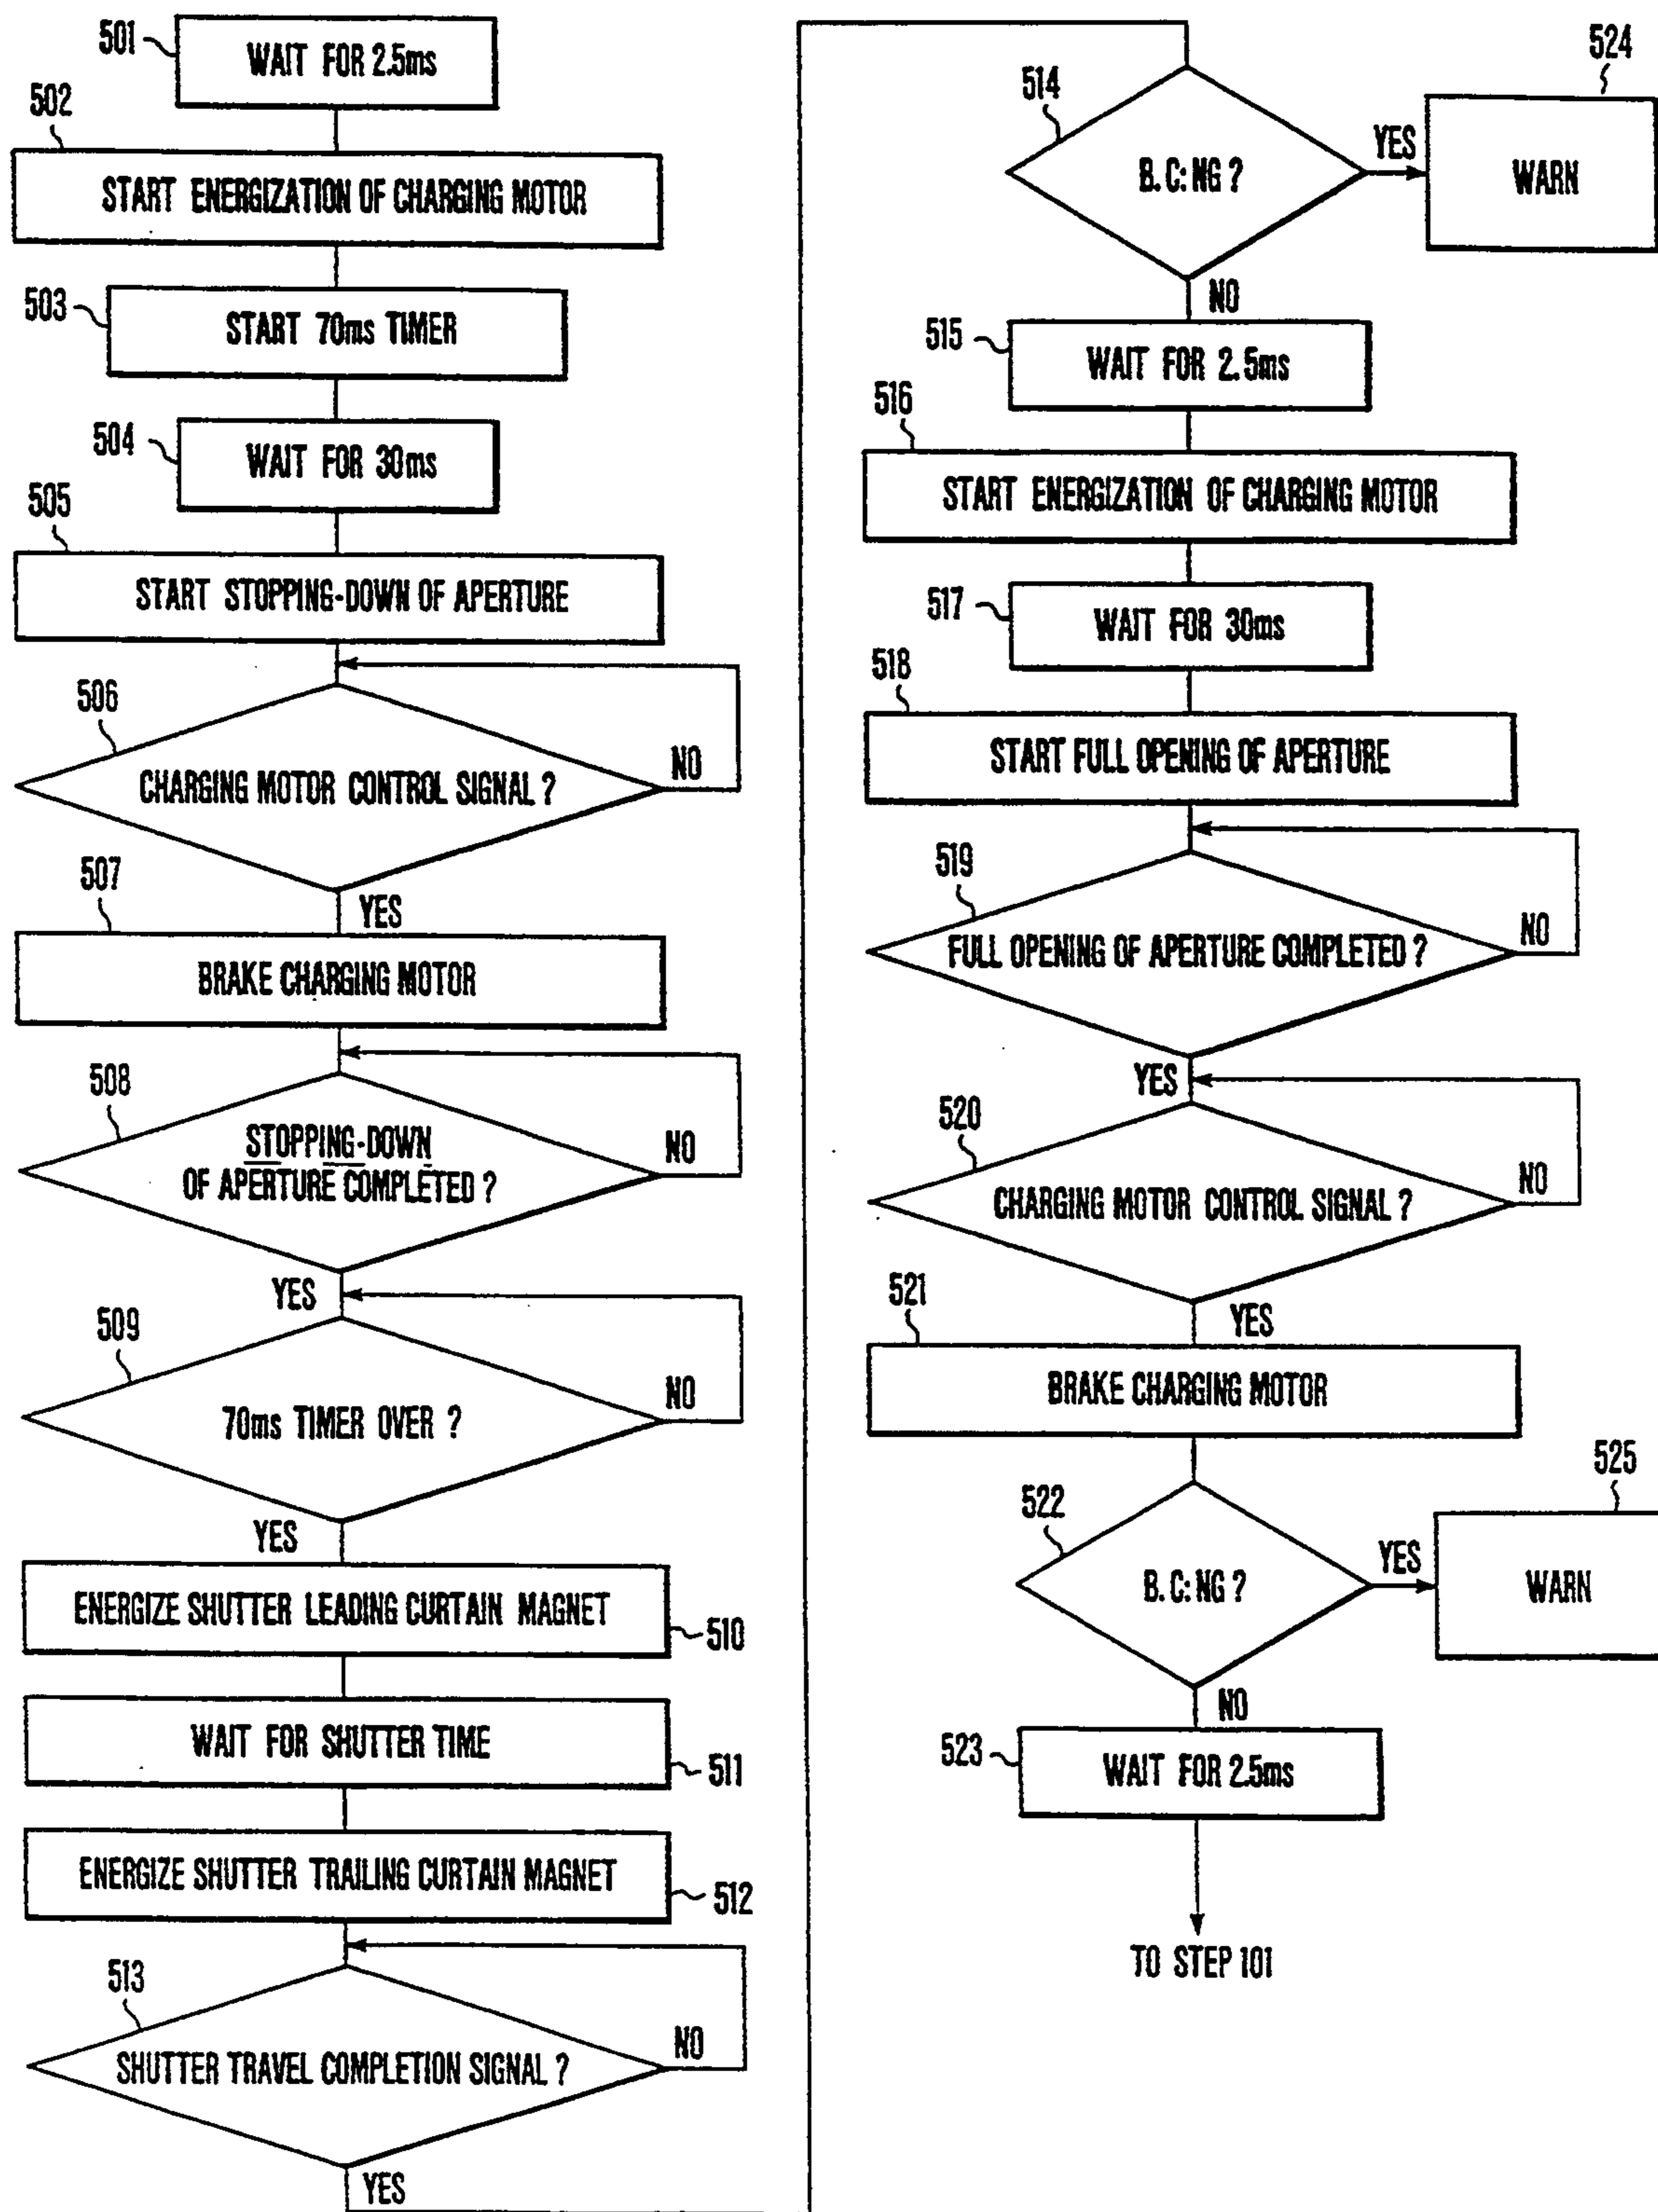 501
WAIT FOR 2.5ms
502
START ENERGIZATION OF CHARGING MOTOR
503
START 70ms TIMER
504
WAIT FOR 30ms
505
START STOPPING-DOWN OF APERTURE
506
CHARGING MOTOR CONTROL SIGNAL ?
NO
YES
507
BRAKE CHARGING MOTOR
508
STOPPING-DOWN
OF APERTURE COMPLETED ?
NO
YES
509
70ms TIMER OVER ?
NO
YES
ENERGIZE SHUTTER LEADING CURTAIN MAGNET
510
WAIT FOR SHUTTER TIME
511
ENERGIZE SHUTTER TRAILING CURTAIN MAGNET
512
513
SHUTTER TRAVEL COMPLETION SIGNAL ?
NO
YES
514
B. C: NG ?
YES
524
WARN
NO
515
WAIT FOR 2.5ms
516
START ENERGIZATION OF CHARGING MOTOR
517
WAIT FOR 30ms
518
START FULL OPENING OF APERTURE
519
FULL OPENING OF APERTURE COMPLETED ?
NO
YES
520
CHARGING MOTOR CONTROL SIGNAL ?
NO
YES
521
BRAKE CHARGING MOTOR
522
B. C: NG ?
YES
525
WARN
NO
523
WAIT FOR 2.5ms
TO STEP 101